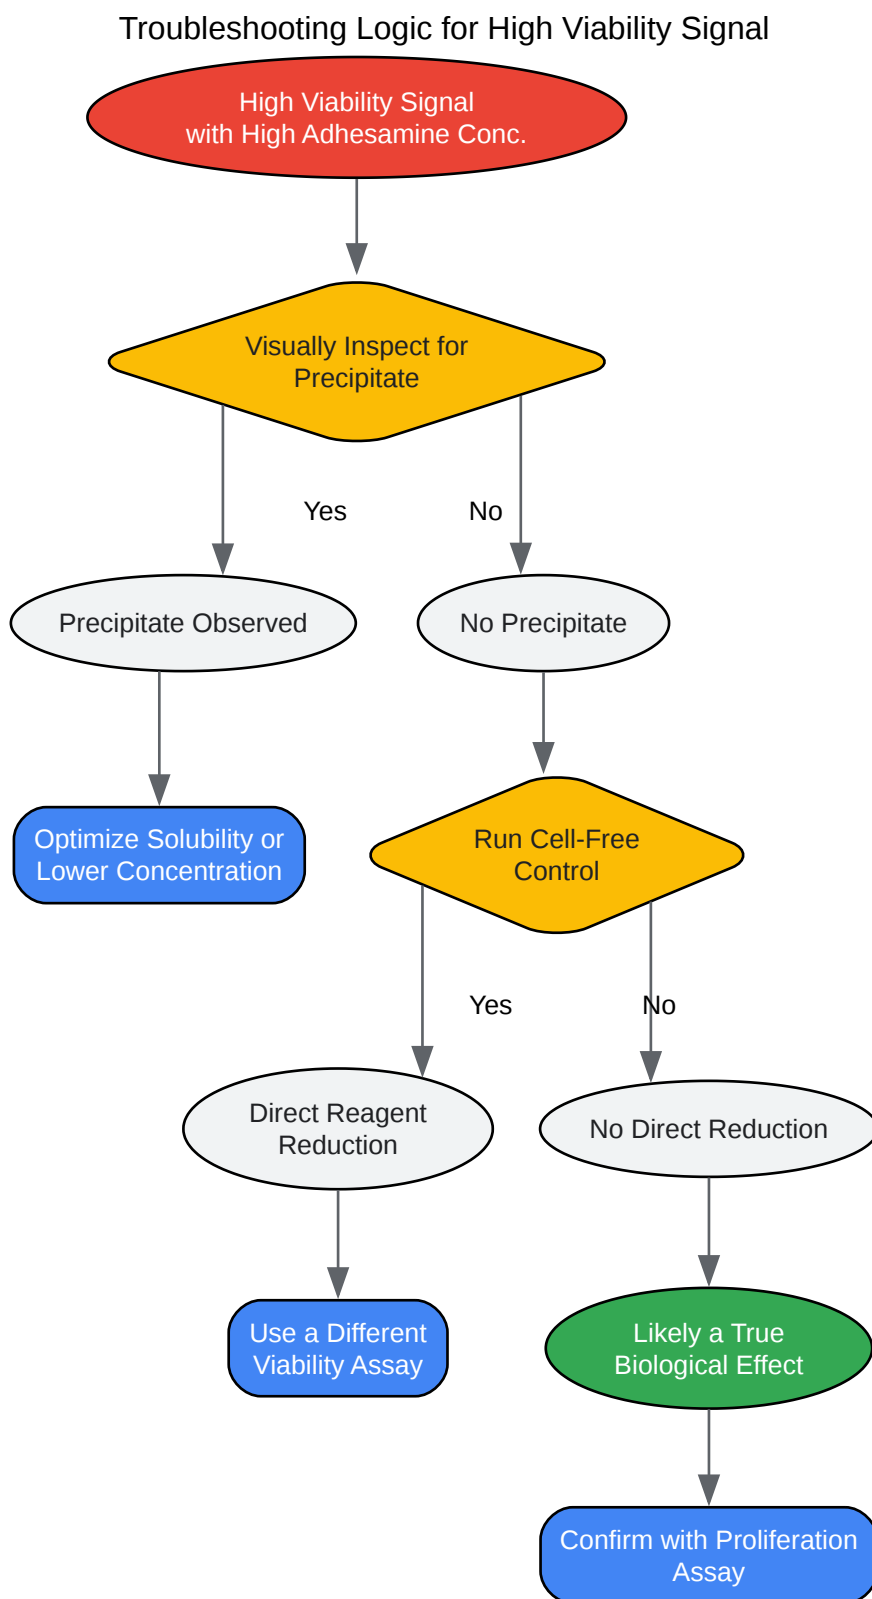 Troubleshooting Logic for High Viability Signal
High Viability Signal
with High Adhesamine Conc.
Visually Inspect for
Precipitate
Yes
No
Precipitate Observed
No Precipitate
Optimize Solubility or
Lower Concentration
Run Cell-Free
Control
Yes
No
Direct Reagent
Reduction
No Direct Reduction
Use a Different
Viability Assay
Likely a True
Biological Effect
Confirm with Proliferation
Assay